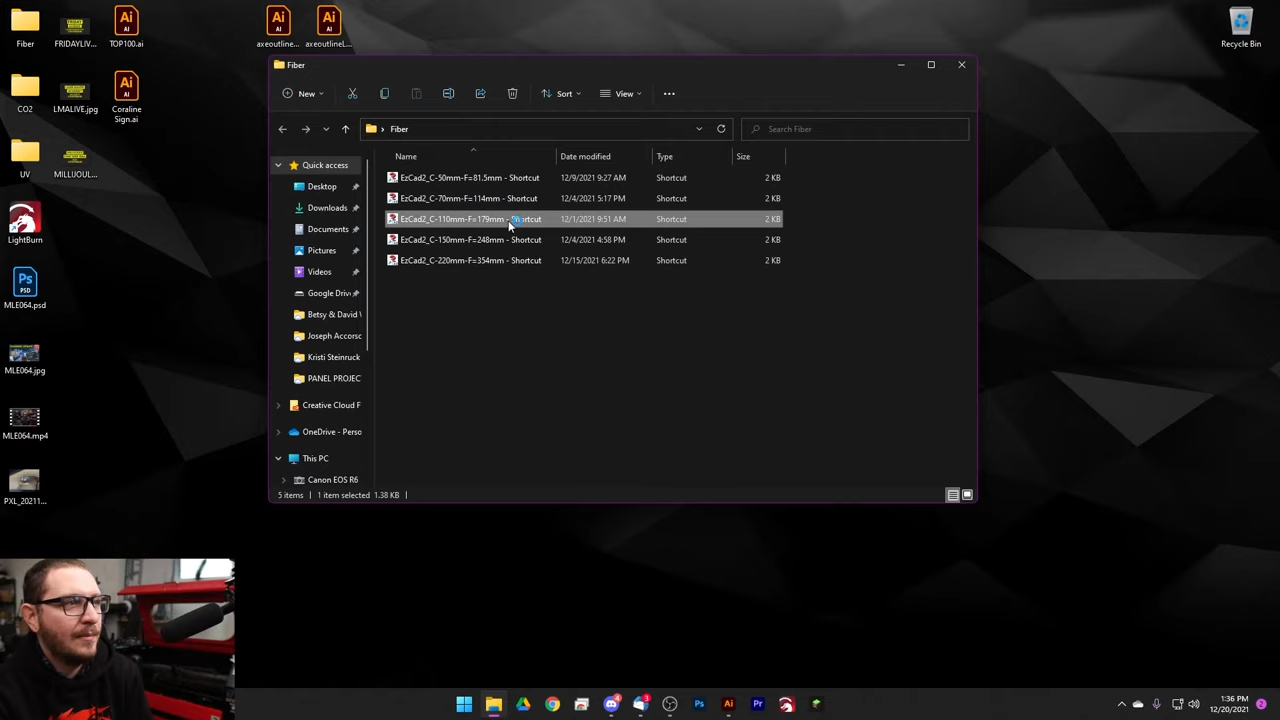 Fiber
FRIDAYLIV...
TOP100.ai
axeoutline...
axeoutlineL...
Recycle Bin
CO2
LMALIVE.jpg
Coraline
Sign.ai
UV
MILLIJOUL...
LightBurn
MLE064.psd
MLE064.jpg
MLE064.mp4
PXL_20211...
Fiber
New
Sort
View
Fiber
Search Fiber
Name
Date modified
Type
Size
EzCad2_C-50mm-F=81.5mm - Shortcut 12/9/2021 9:27 AM Shortcut 2 KB
EzCad2_C-70mm-F=114mm - Shortcut 12/4/2021 5:17 PM Shortcut 2 KB
EzCad2_C-110mm-F=179mm - Shortcut 12/1/2021 9:51 AM Shortcut 2 KB
EzCad2_C-150mm-F=248mm - Shortcut 12/4/2021 4:58 PM Shortcut 2 KB
EzCad2_C-220mm-F=354mm - Shortcut 12/15/2021 6:22 PM Shortcut 2 KB
Quick access
Desktop
Downloads
Documents
Pictures
Videos
Google Driv
Betsy & David
Joseph Accorso
Kristi Steinruck
PANEL PROJEC
Creative Cloud F
OneDrive - Perso
This PC
Canon EOS R6
5 items 1 item selected 1.38 KB
1:36 PM
12/20/2021